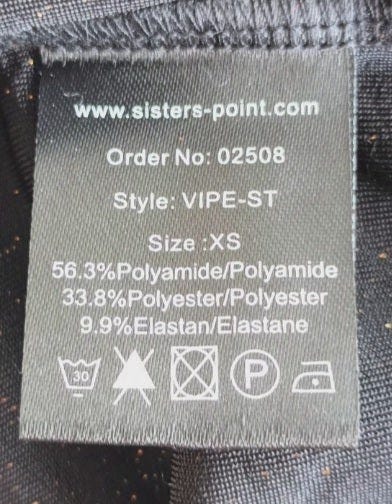 www.sisters-point.com
Order No: 02508
Style: VIPE-ST
Size :XS
56.3%Polyamide/Polyamide
33.8%Polyester/Polyester
9.9%Elastan/Elastane
30 P